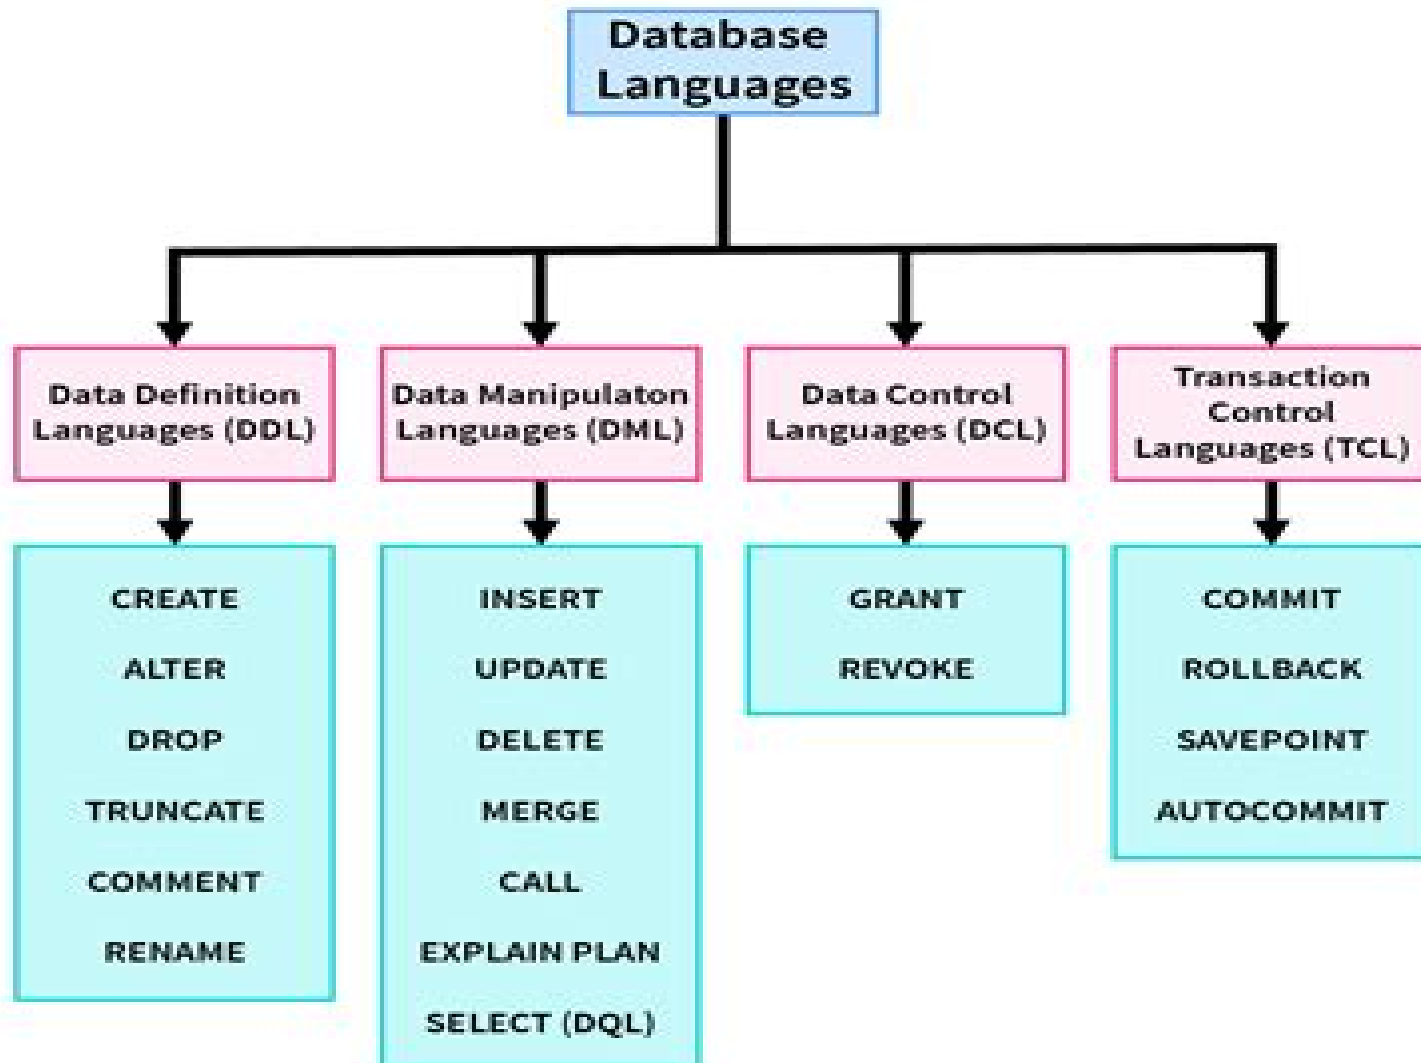 Database
Languages
Data Definition
Languages (DDL)
Data Manipulaton
Languages (DML)
Data Control
Languages (DCL)
Transaction
Control
Languages (TCL)
CREATE
ALTER
DROP
TRUNCATE
COMMENT
RENAME
INSERT
UPDATE
DELETE
MERGE
CALL
EXPLAIN PLAN
SELECT (DQL)
GRANT
REVOKE
COMMIT
ROLLBACK
SAVEPOINT
AUTOCOMMIT